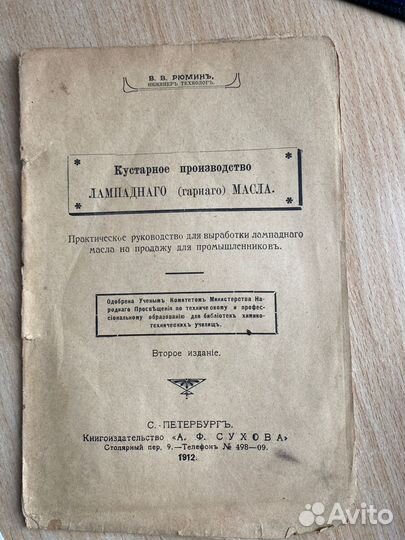 В. В. РЮМИНЪ,
ИНЖЕНЕРЪ ТЕХНОЛОГЪ.
Кустарное производство
ЛАМПАДНАГО (гарнаго) МАСЛА.
Практическое руководство для выработки лампаднаго
масла на продажу для промышленниковъ.
Одобрена Ученымъ Комитетомъ Министерства На-
роднаго Просвѣщенія по техническому и профес-
сіональному образованію для библіотекъ химико-
техническихъ училищъ.
Второе изданіе.
С.-ПЕТЕРБУРГЪ.
Книгоиздательство «А. Ф. СУХОВА»
Столярный пер. 9.—Телефонъ № 498—09.
1912.
Avito